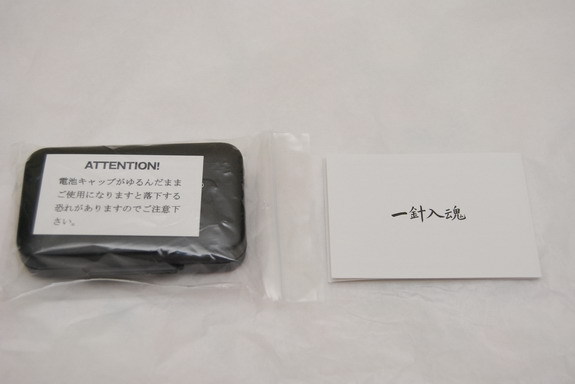 ATTENTION!
電池キャップがゆるんだまま
ご使用になりますと落下する
恐れがありますのでご注意下
さい。
一針入魂